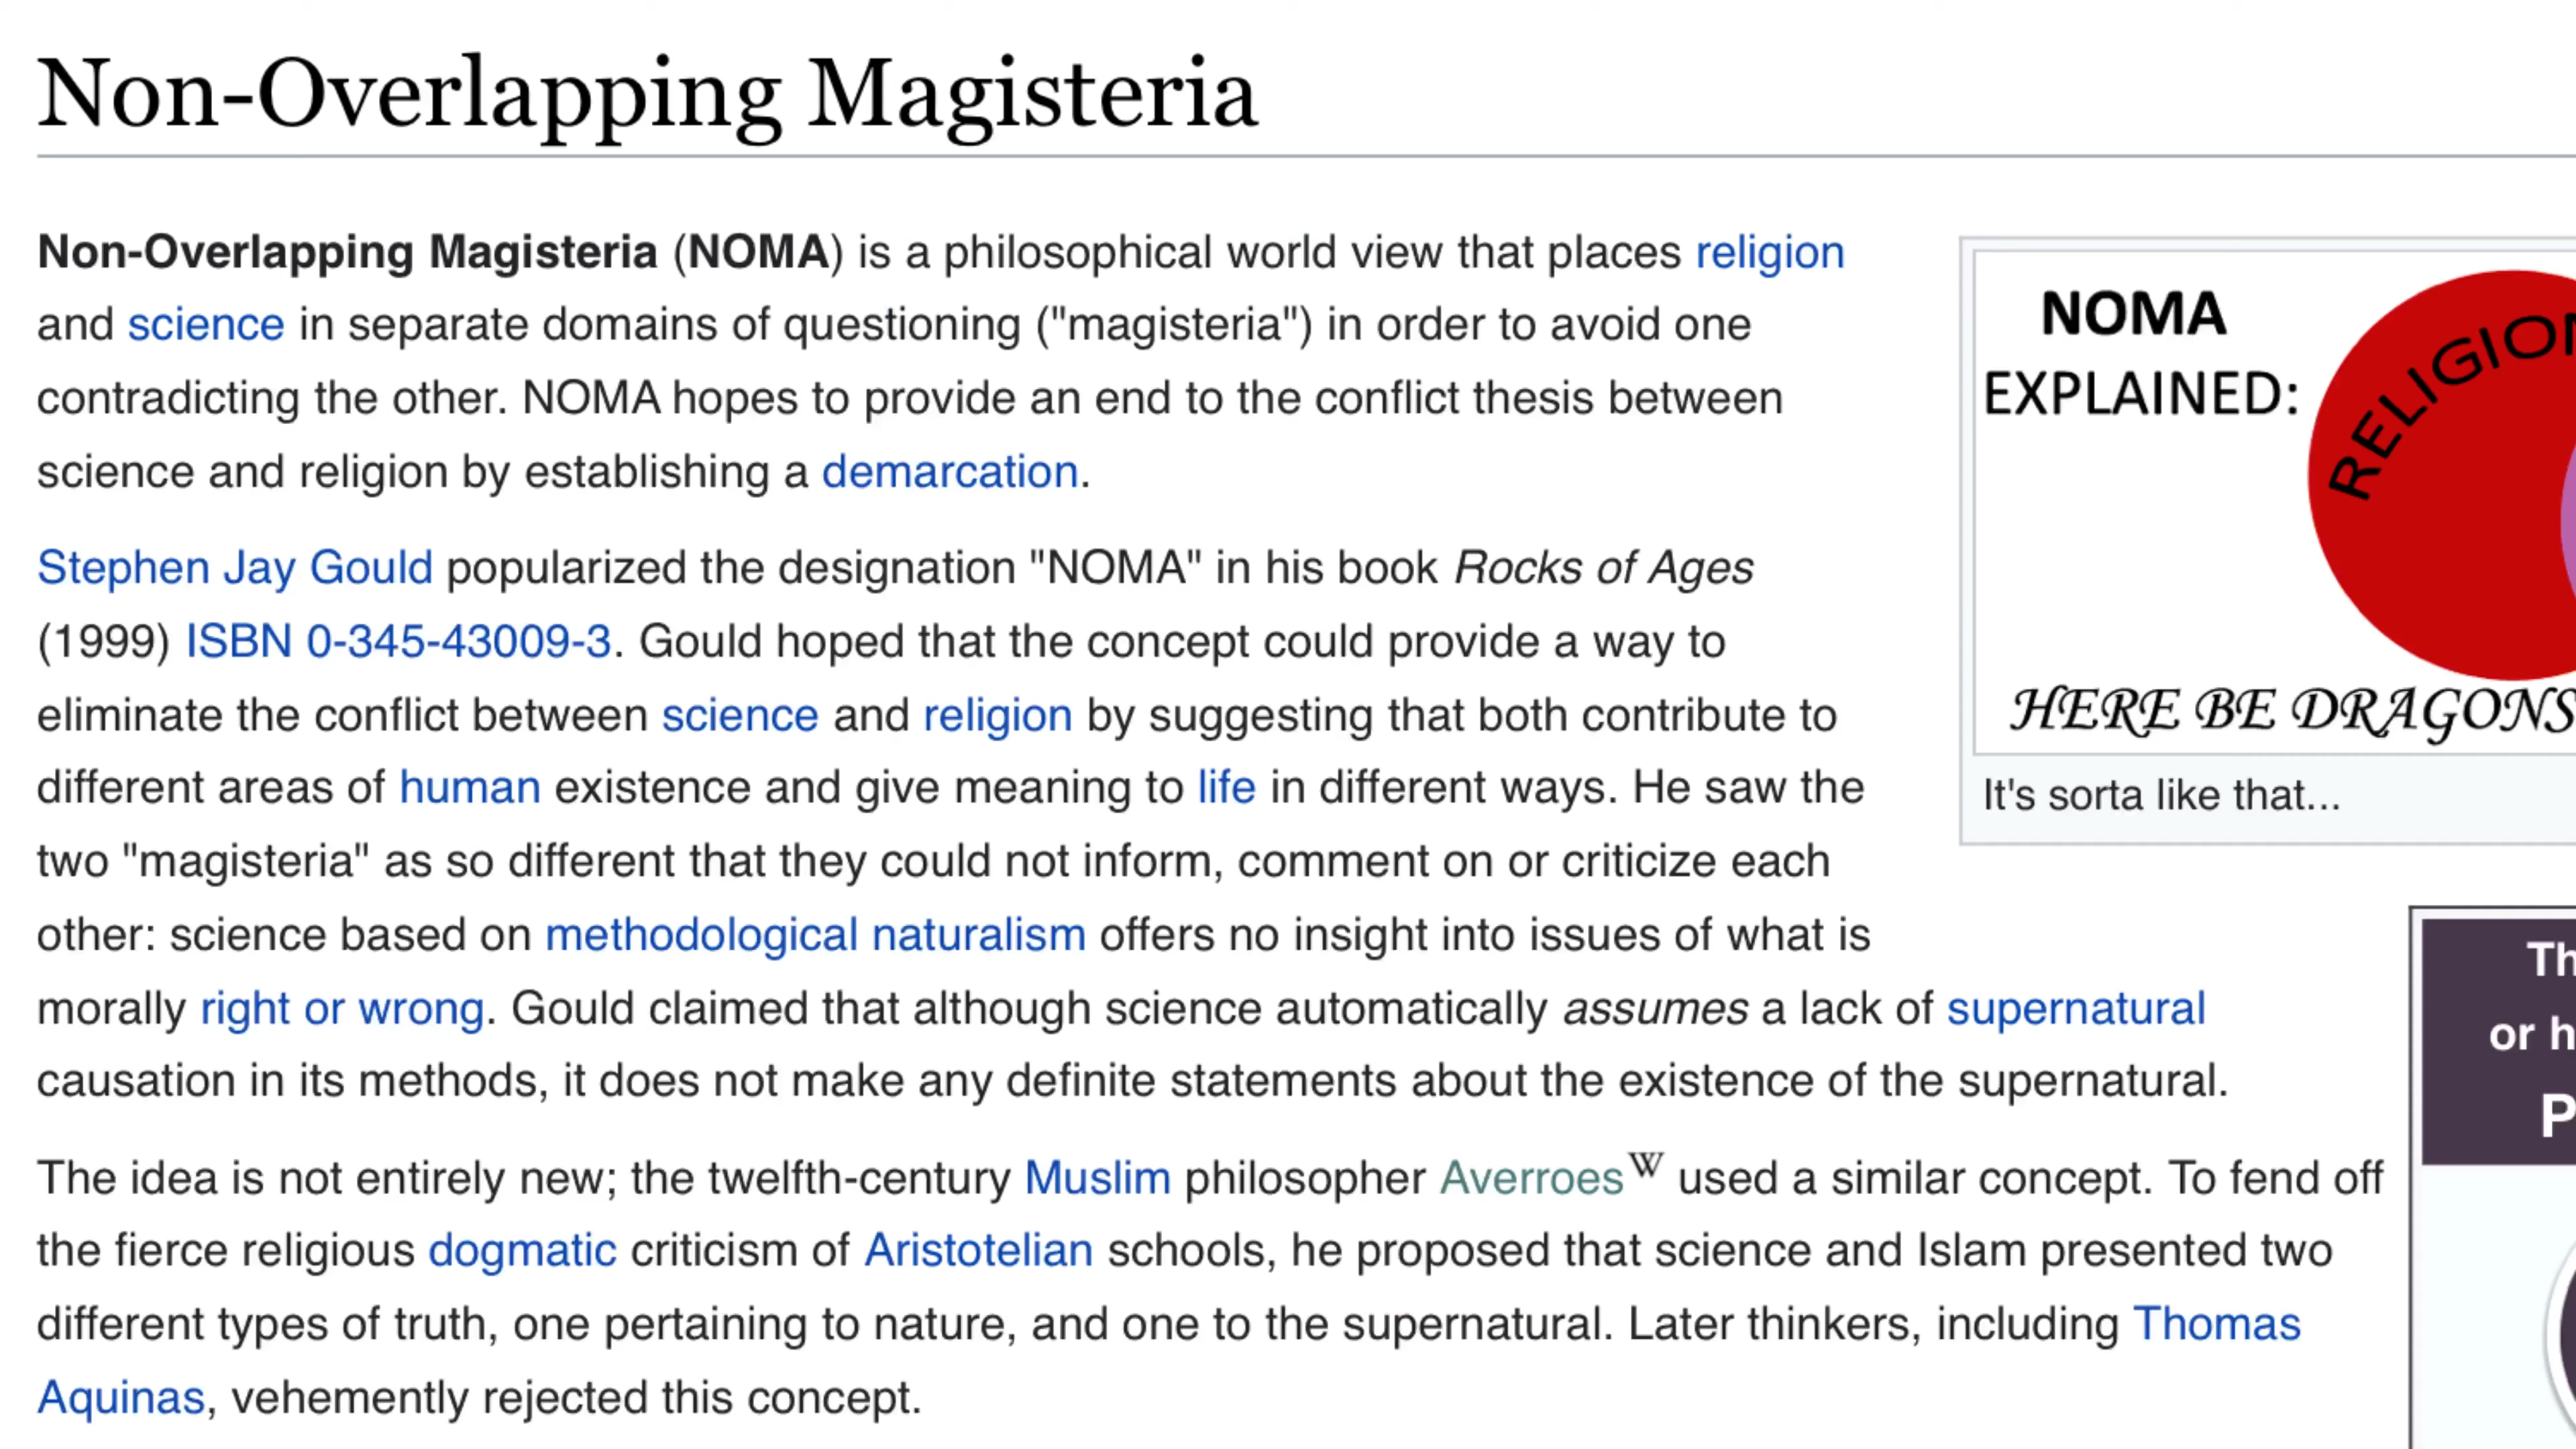 Non-Overlapping Magisteria
Non-Overlapping Magisteria (NOMA) is a philosophical world view that places religion
and science in separate domains of questioning ("magisteria") in order to avoid one
contradicting the other. NOMA hopes to provide an end to the conflict thesis between
science and religion by establishing a demarcation.
Stephen Jay Gould popularized the designation "NOMA" in his book Rocks of Ages
(1999) ISBN 0-345-43009-3. Gould hoped that the concept could provide a way to
eliminate the conflict between science and religion by suggesting that both contribute to
different areas of human existence and give meaning to life in different ways. He saw the
two "magisteria" as so different that they could not inform, comment on or criticize each
other: science based on methodological naturalism offers no insight into issues of what is
morally right or wrong. Gould claimed that although science automatically assumes a lack of supernatural
causation in its methods, it does not make any definite statements about the existence of the supernatural.
The idea is not entirely new; the twelfth-century Muslim philosopher Averroes W used a similar concept. To fend off
the fierce religious dogmatic criticism of Aristotelian schools, he proposed that science and Islam presented two
different types of truth, one pertaining to nature, and one to the supernatural. Later thinkers, including Thomas
Aquinas, vehemently rejected this concept.
NOMA
EXPLAINED:
RELIGION
HERE BE DRAGONS
It's sorta like that...
or